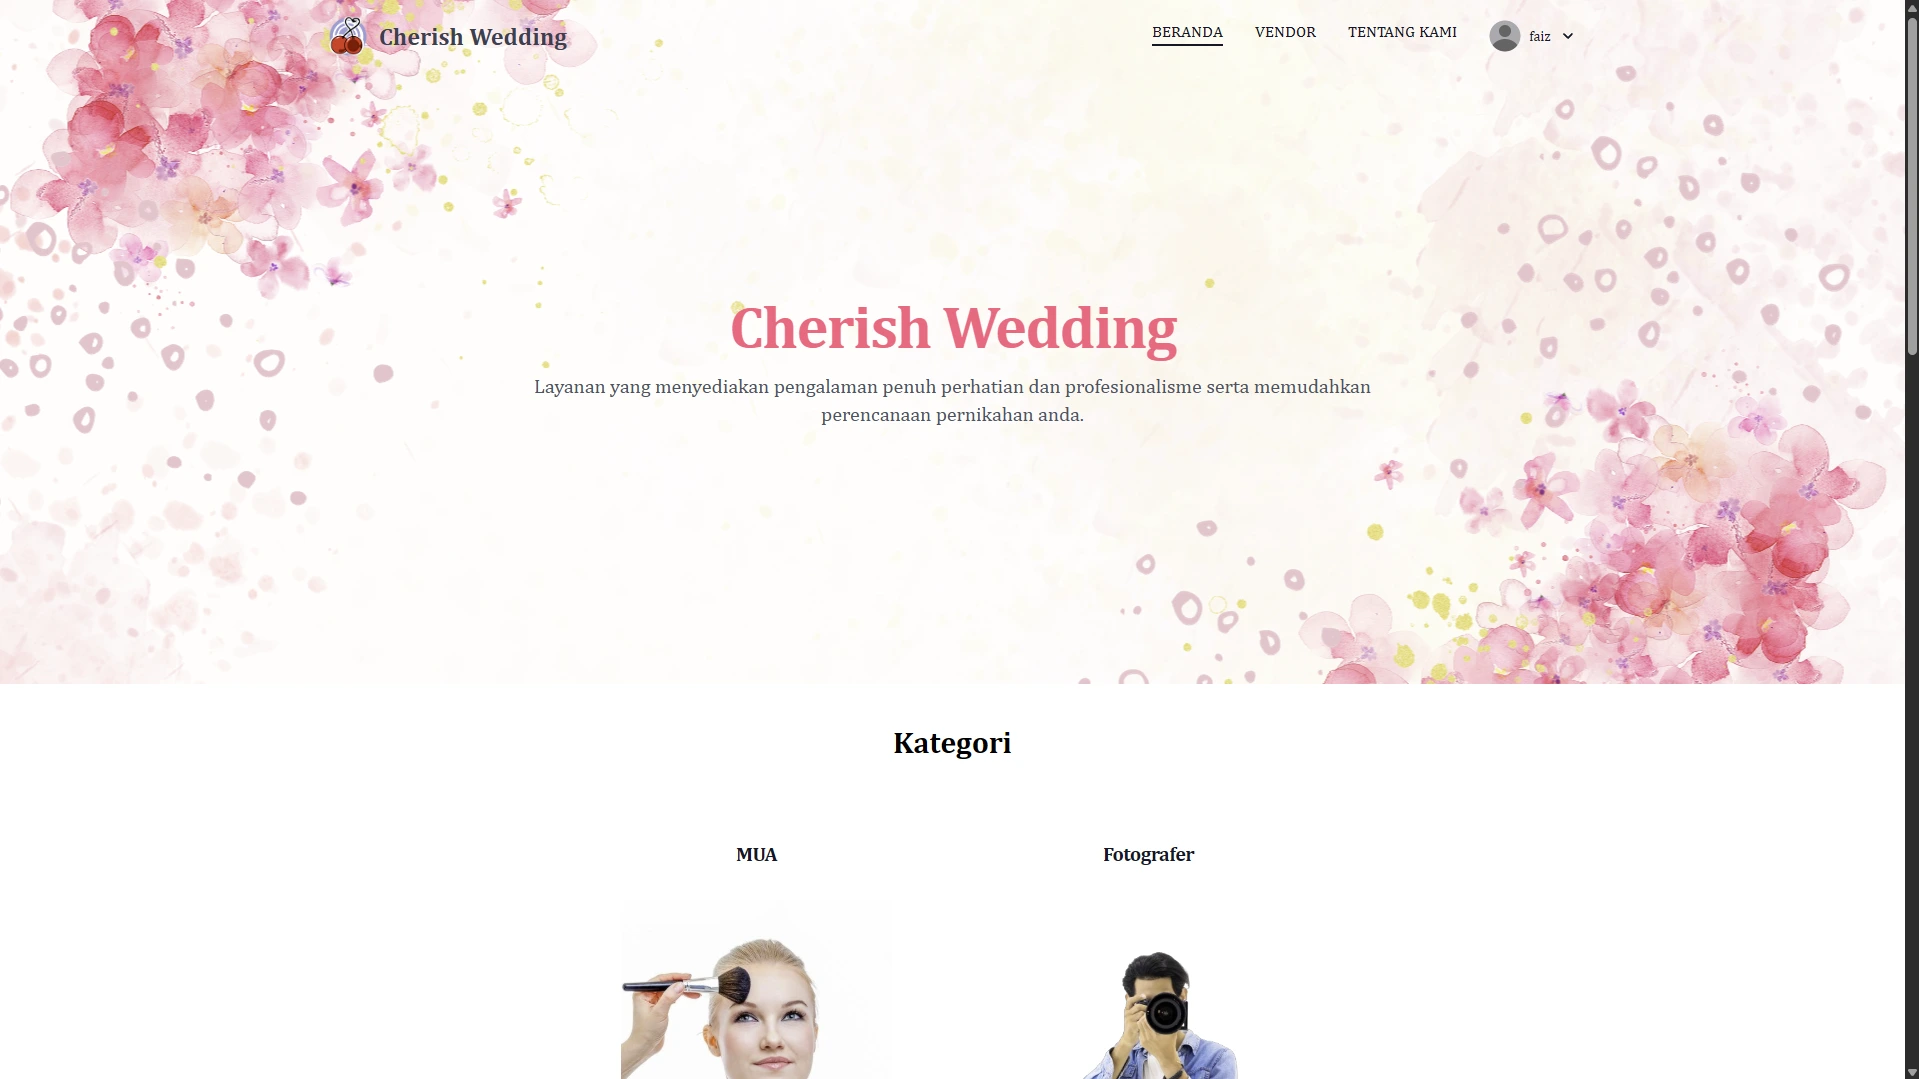 Cherish Wedding
BERANDA
VENDOR
TENTANG KAMI
faiz
Cherish Wedding
Layanan yang menyediakan pengalaman penuh perhatian dan profesionalisme serta memudahkan
perencanaan pernikahan anda.
Kategori
MUA
Fotografer